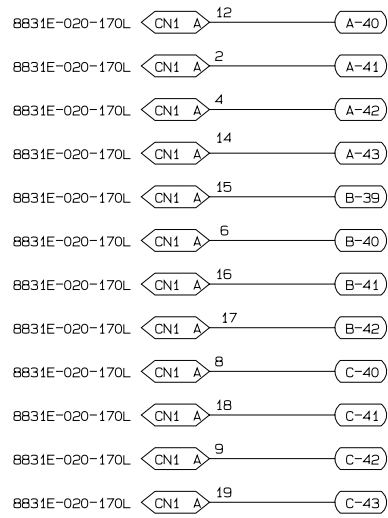 8831E-020-170L CN1 A 12 A-40
8831E-020-170L CN1 A 2 A-41
8831E-020-170L CN1 A 4 A-42
8831E-020-170L CN1 A 14 A-43
8831E-020-170L CN1 A 15 B-39
8831E-020-170L CN1 A 6 B-40
8831E-020-170L CN1 A 16 B-41
8831E-020-170L CN1 A 17 B-42
8831E-020-170L CN1 A 8 C-40
8831E-020-170L CN1 A 18 C-41
8831E-020-170L CN1 A 9 C-42
8831E-020-170L CN1 A 19 C-43